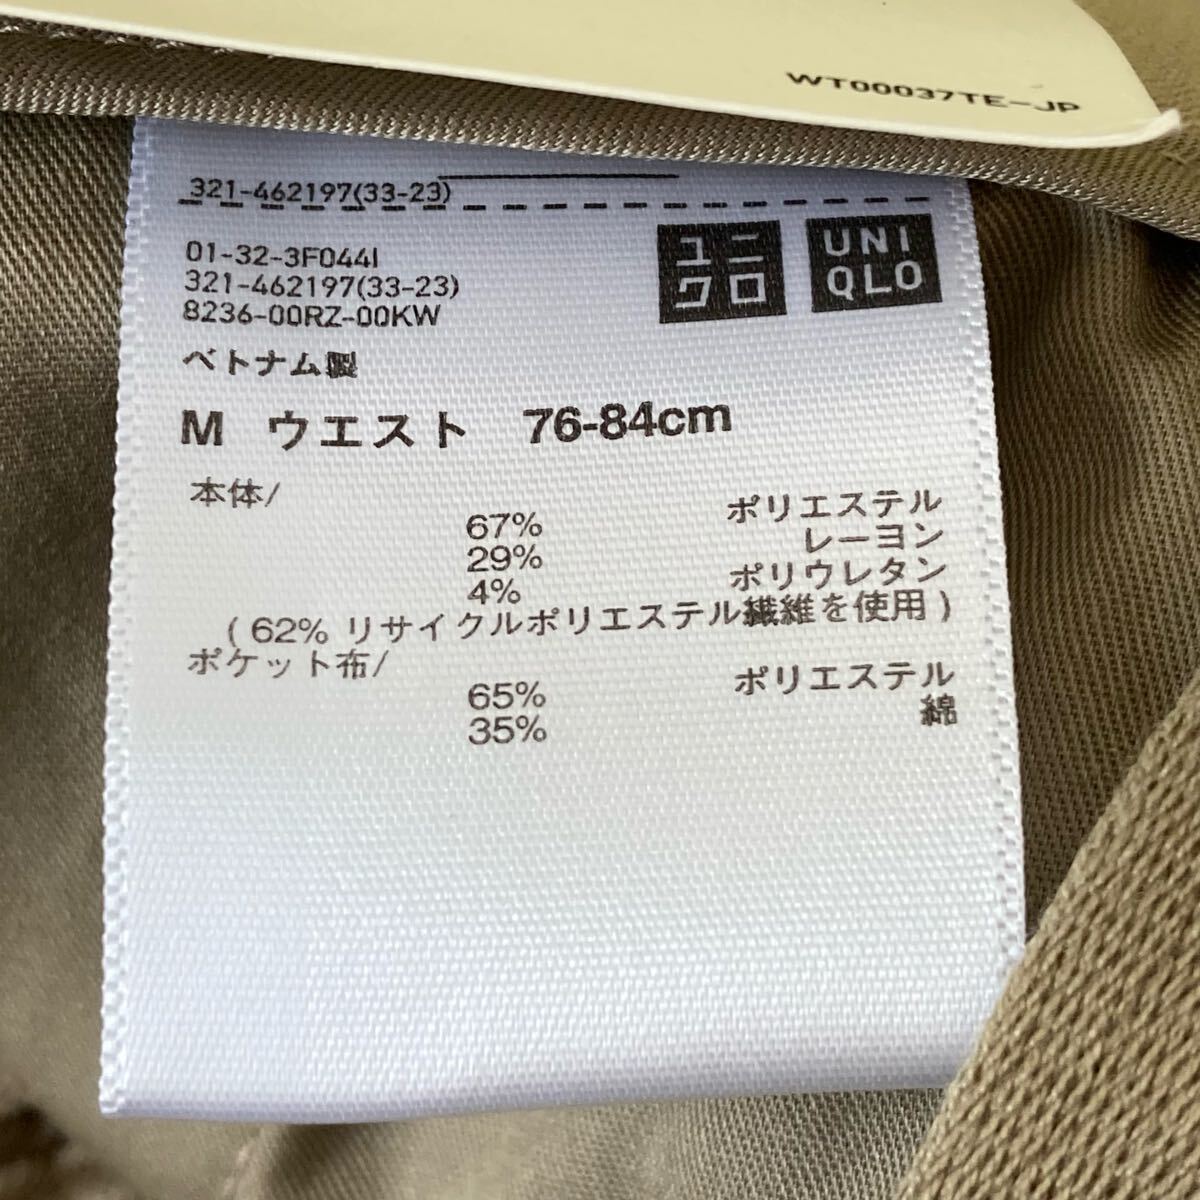 WT00037TE-JP
321-462197(33-23)
01-32-3F044I
321-462197(33-23)
8236-00RZ-00KW
ユニ
クロ
UNI
QLO
ベトナム製
M ウエスト 76-84cm
本体/
67% ポリエステル
29% レーヨン
4% ポリウレタン
( 62% リサイクルポリエステル繊維を使用 )
ポケット布/
65% ポリエステル
35% 綿